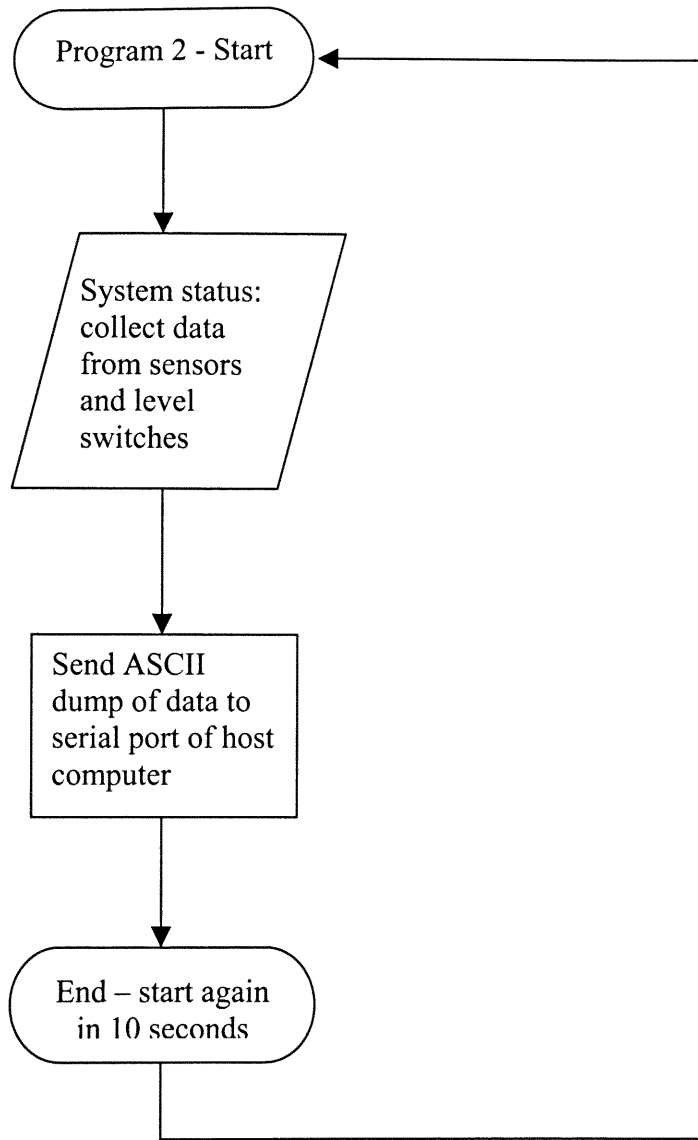 Program 2 - Start
System status:
collect data
from sensors
and level
switches
Send ASCII
dump of data to
serial port of host
computer
End – start again
in 10 seconds